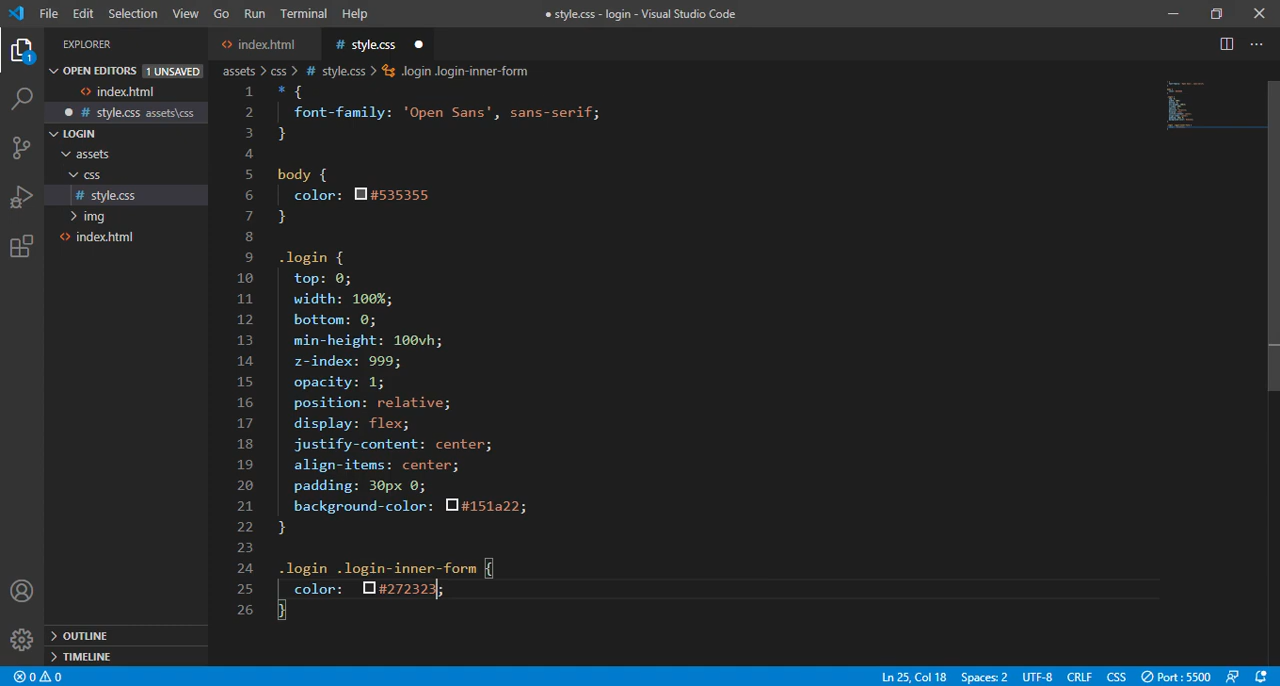 File Edit Selection View Go Run Terminal Help
● style.css - login - Visual Studio Code
EXPLORER
index.html
# style.css
OPEN EDITORS 1 UNSAVED
index.html
# style.css assets\css
LOGIN
assets
css
# style.css
img
index.html
1
OUTLINE
TIMELINE
assets > css > # style.css > .login .login-inner-form
1 * {
2 font-family: 'Open Sans', sans-serif;
3 }
4
5 body {
6 color: #535355
7 }
8
9 .login {
10 top: 0;
11 width: 100%;
12 bottom: 0;
13 min-height: 100vh;
14 z-index: 999;
15 opacity: 1;
16 position: relative;
17 display: flex;
18 justify-content: center;
19 align-items: center;
20 padding: 30px 0;
21 background-color: #151a22;
22 }
23
24 .login .login-inner-form {
25 color: #272323;
26 }
0 0
Ln 25, Col 18 Spaces: 2 UTF-8 CRLF CSS Port : 5500